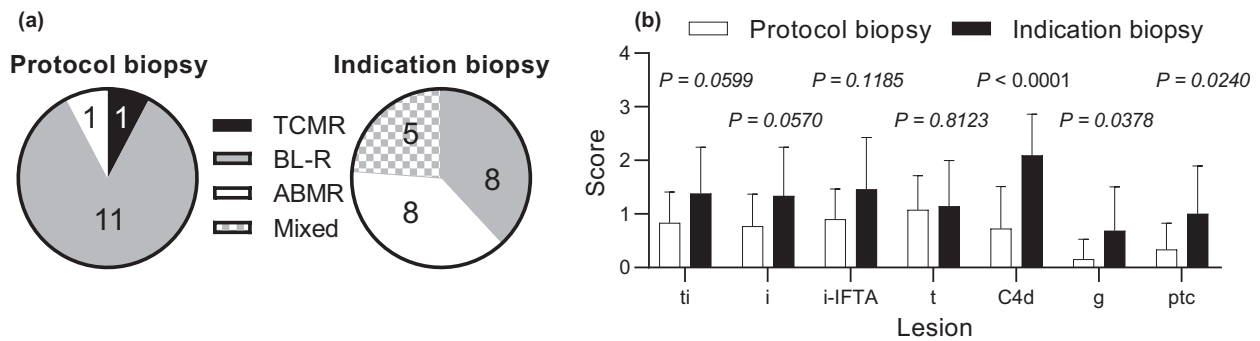 (a)
Protocol biopsy
Indication biopsy
1
1
11
TCMR
BL-R
ABMR
Mixed
5
8
8
(b)
Protocol biopsy
Indication biopsy
4
3
2
1
0
Score
P = 0.0599
P = 0.1185
P < 0.0001
P = 0.0240
P = 0.0570
P = 0.8123
P = 0.0378
ti
i
i-IFTA
t
C4d
g
ptc
Lesion